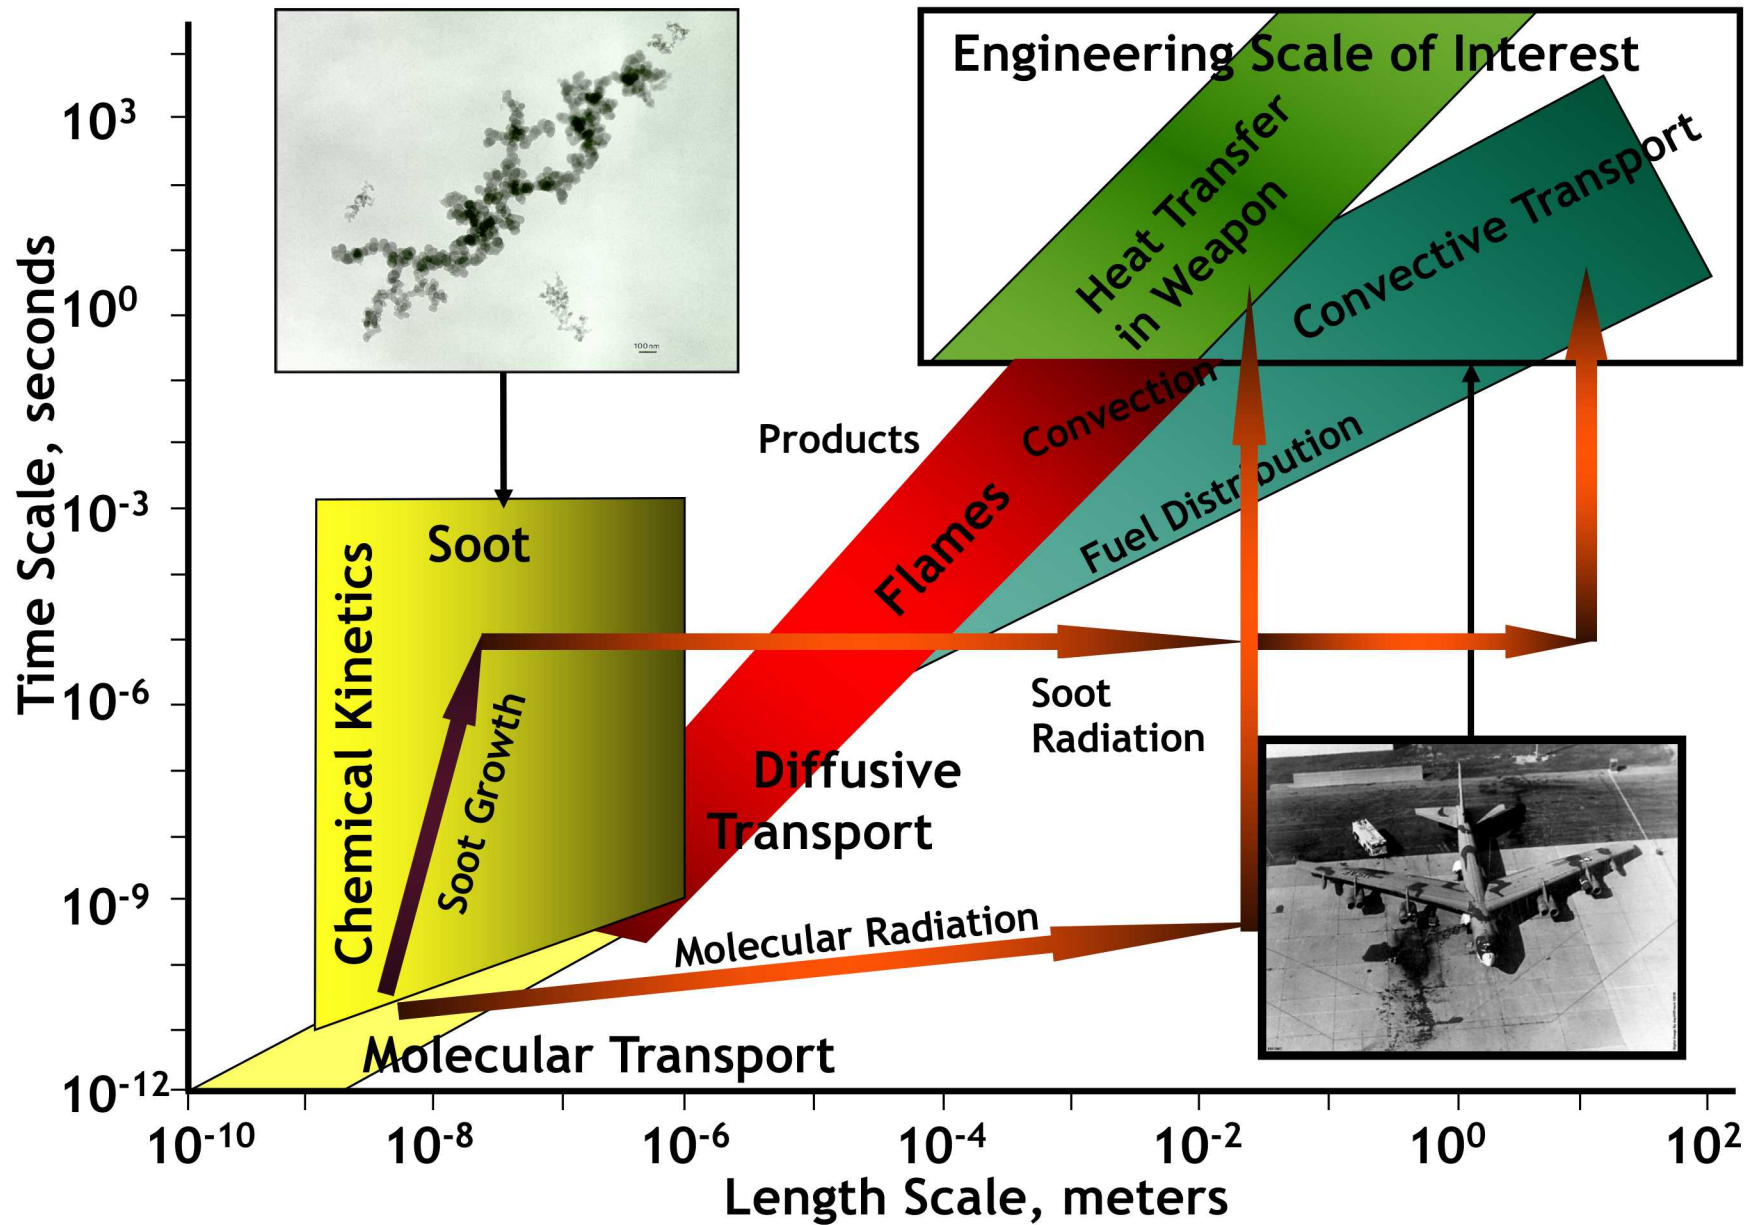 Engineering Scale of Interest
10³
Heat Transfer
in Weapon
Convective Transport
100nm
10⁰
Time Scale, seconds
Products
Convection
Fuel Distribution
10⁻³
Soot
Flames
Chemical Kinetics
Soot Growth
10⁻⁶
Soot
Radiation
Diffusive
Transport
10⁻⁹
Molecular Radiation
Molecular Transport
10⁻¹²
10⁻¹⁰ 10⁻⁸ 10⁻⁶ 10⁻⁴ 10⁻² 10⁰ 10²
Length Scale, meters